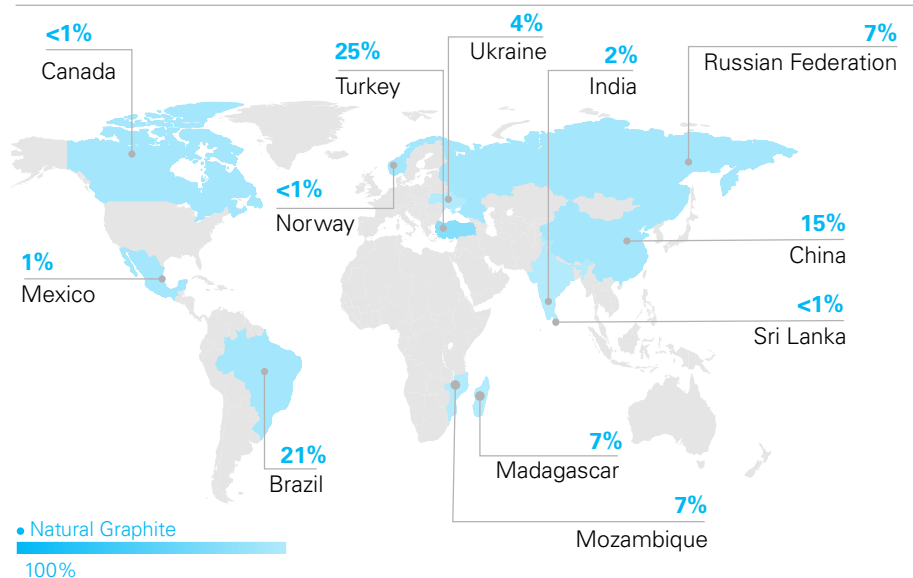 <1%
Canada
25%
Turkey
4%
Ukraine
2%
India
7%
Russian Federation
<1%
Norway
15%
China
1%
Mexico
<1%
Sri Lanka
21%
Brazil
7%
Madagascar
7%
Mozambique
Natural Graphite
100%